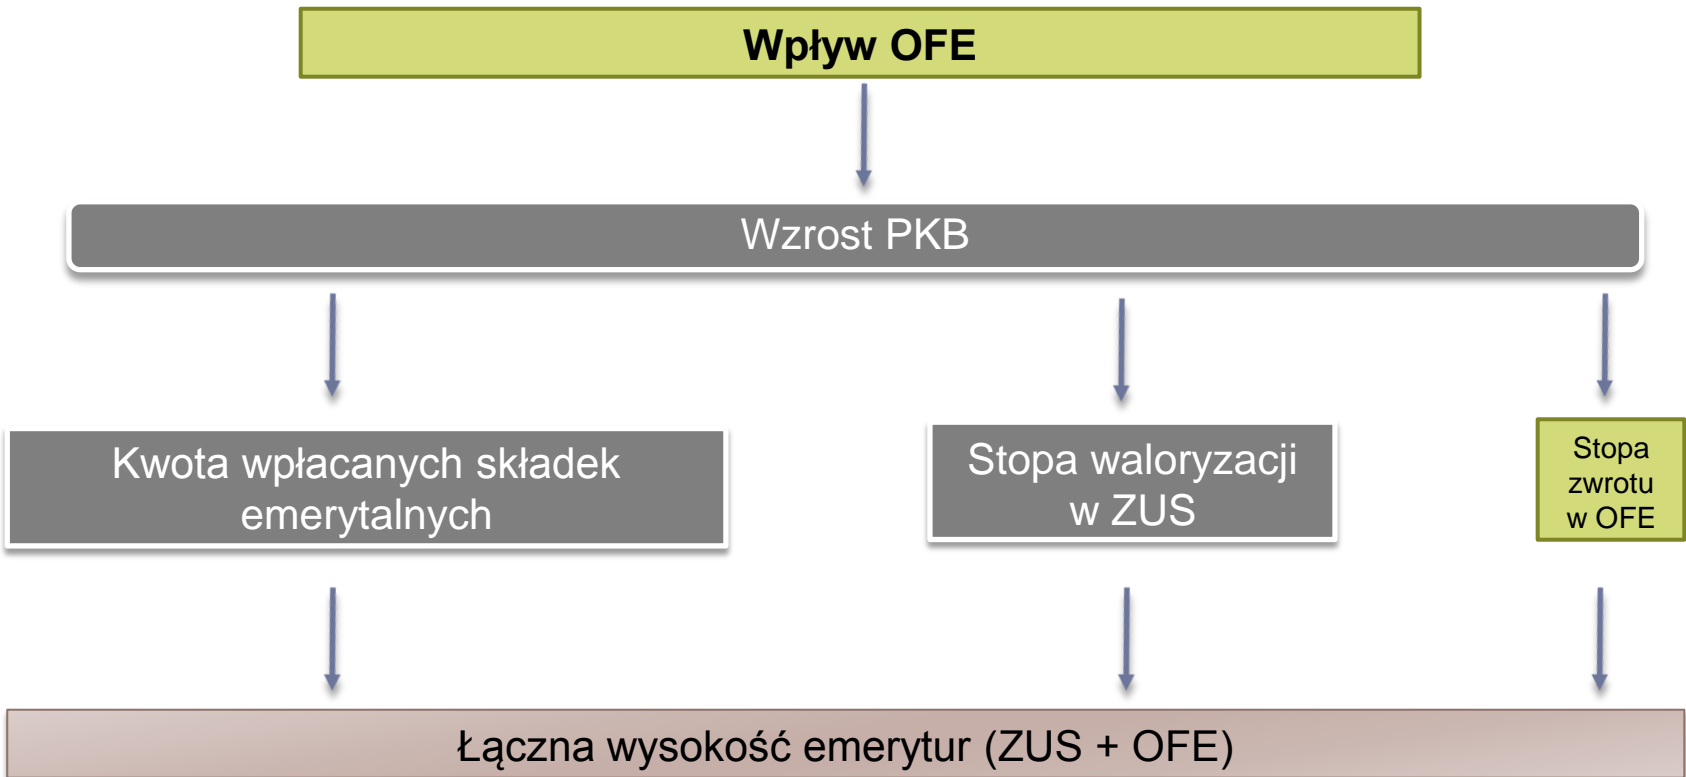 Wpływ OFE
Wzrost PKB
Kwota wpłacanych składek
emerytalnych
Stopa waloryzacji
w ZUS
Stopa
zwrotu
w OFE
Łączna wysokość emerytur (ZUS + OFE)